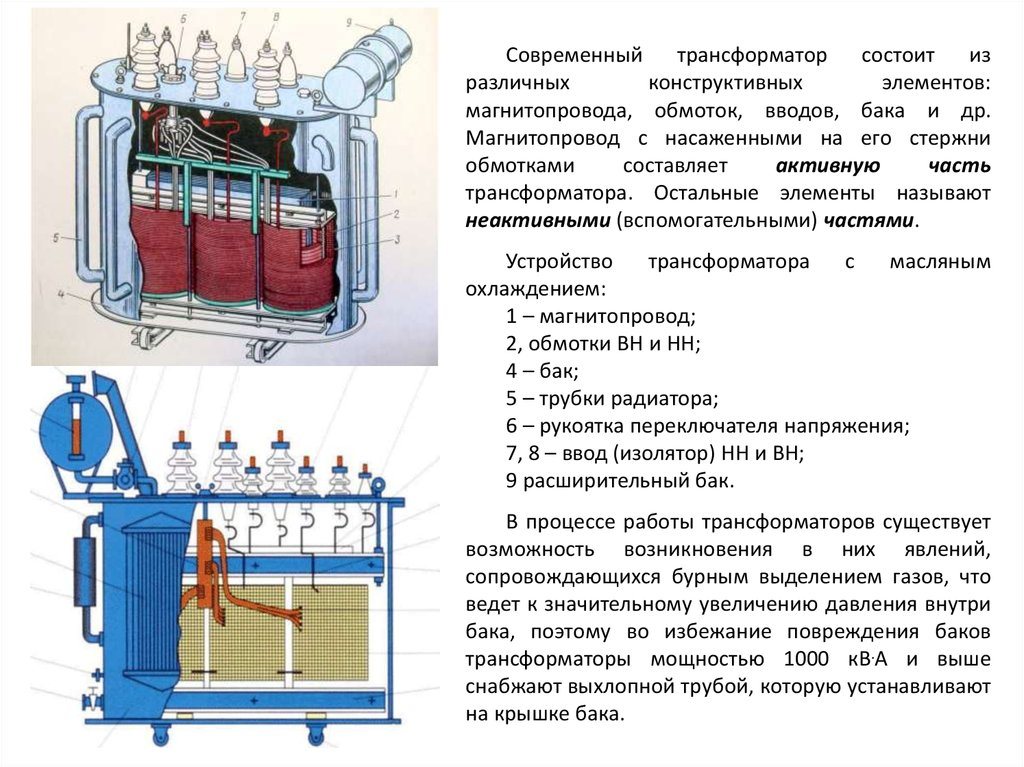 6
7
8
9
1
2
3
5
4
Современный трансформатор состоит из
различных конструктивных элементов:
магнитопровода, обмоток, вводов, бака и др.
Магнитопровод с насаженными на его стержни
обмотками составляет активную часть
трансформатора. Остальные элементы называют
неактивными (вспомогательными) частями.
Устройство трансформатора с масляным
охлаждением:
1 – магнитопровод;
2, обмотки ВН и НН;
4 – бак;
5 – трубки радиатора;
6 – рукоятка переключателя напряжения;
7, 8 – ввод (изолятор) НН и ВН;
9 расширительный бак.
В процессе работы трансформаторов существует
возможность возникновения в них явлений,
сопровождающихся бурным выделением газов, что
ведет к значительному увеличению давления внутри
бака, поэтому во избежание повреждения баков
трансформаторы мощностью 1000 кВ·А и выше
снабжают выхлопной трубой, которую устанавливают
на крышке бака.